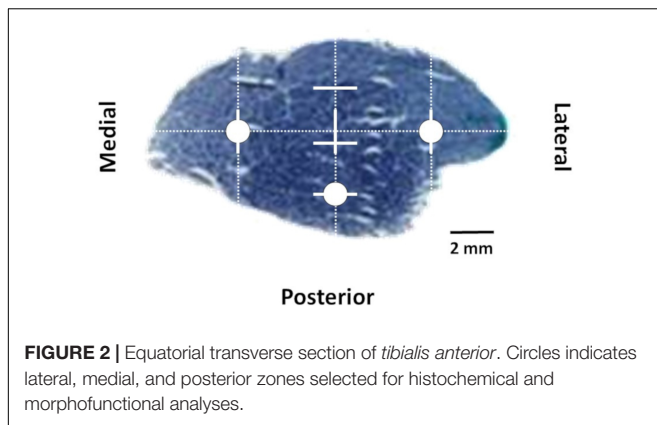 Medial
Lateral
2 mm
Posterior
FIGURE 2 | Equatorial transverse section of tibialis anterior. Circles indicates
lateral, medial, and posterior zones selected for histochemical and
morphofunctional analyses.